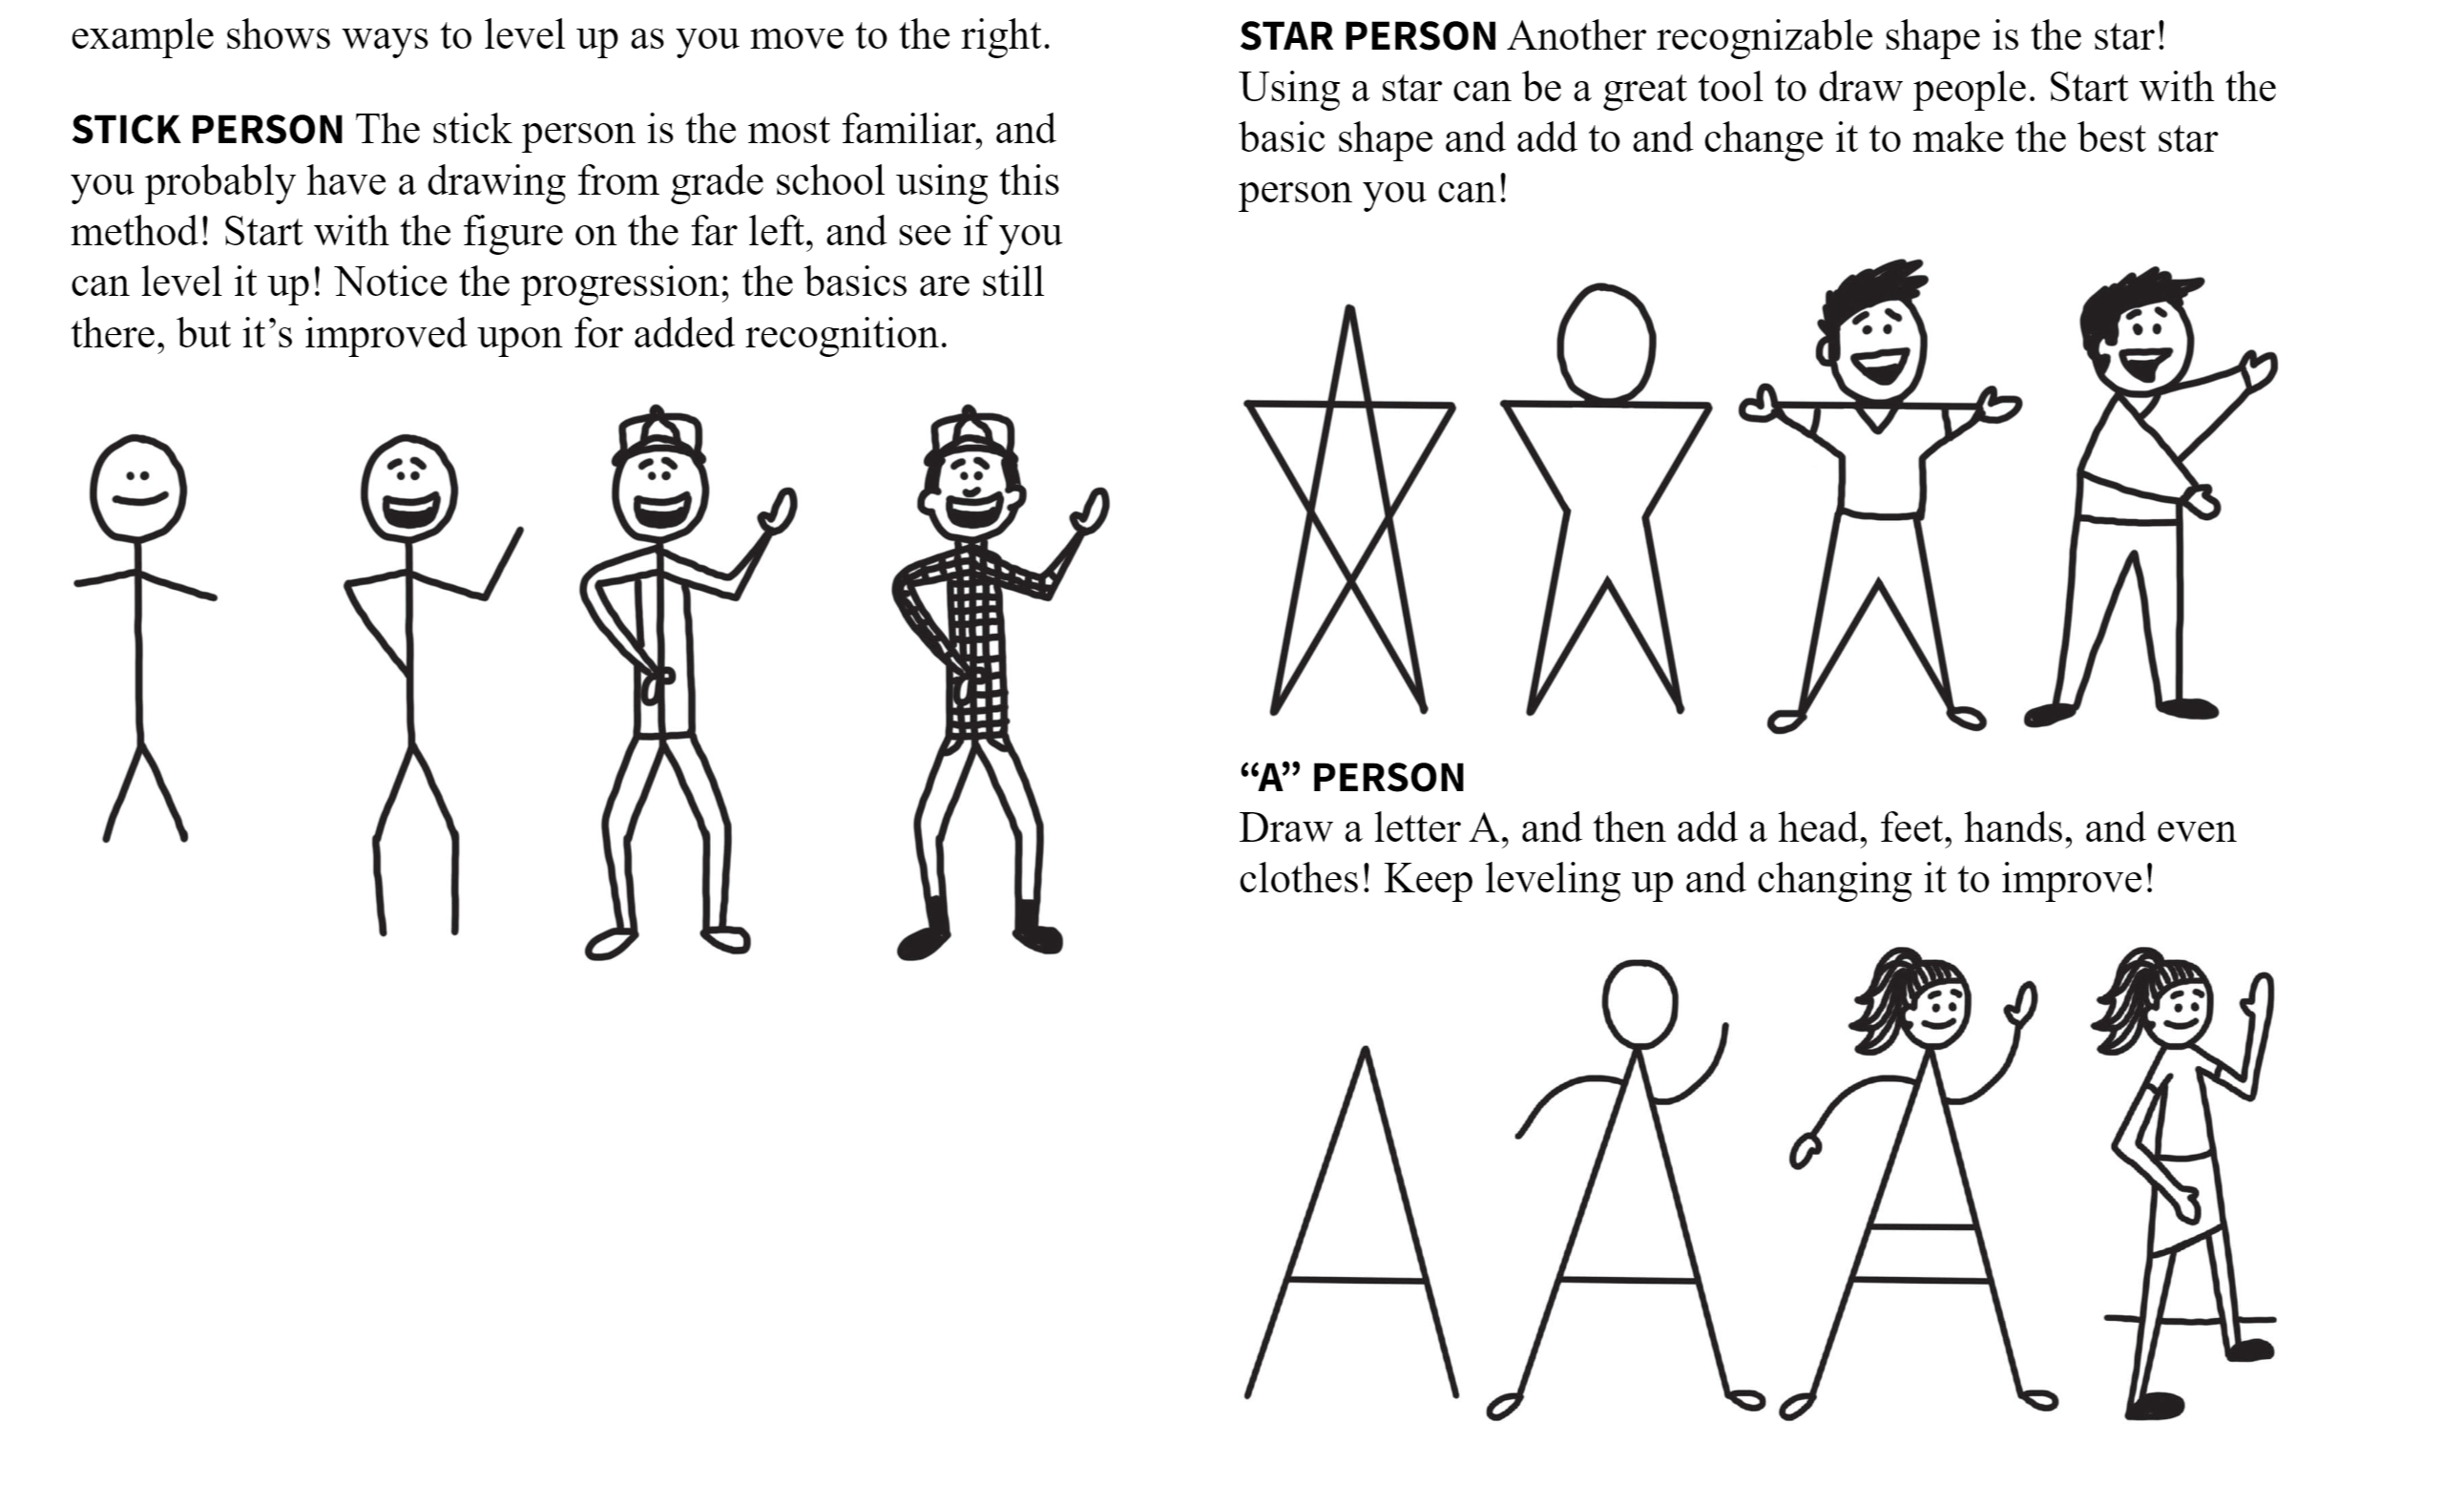 example shows ways to level up as you move to the right.
STICK PERSON The stick person is the most familiar, and
you probably have a drawing from grade school using this
method! Start with the figure on the far left, and see if you
can level it up! Notice the progression; the basics are still
there, but it’s improved upon for added recognition.
STAR PERSON Another recognizable shape is the star!
Using a star can be a great tool to draw people. Start with the
basic shape and add to and change it to make the best star
person you can!
“A” PERSON
Draw a letter A, and then add a head, feet, hands, and even
clothes! Keep leveling up and changing it to improve!